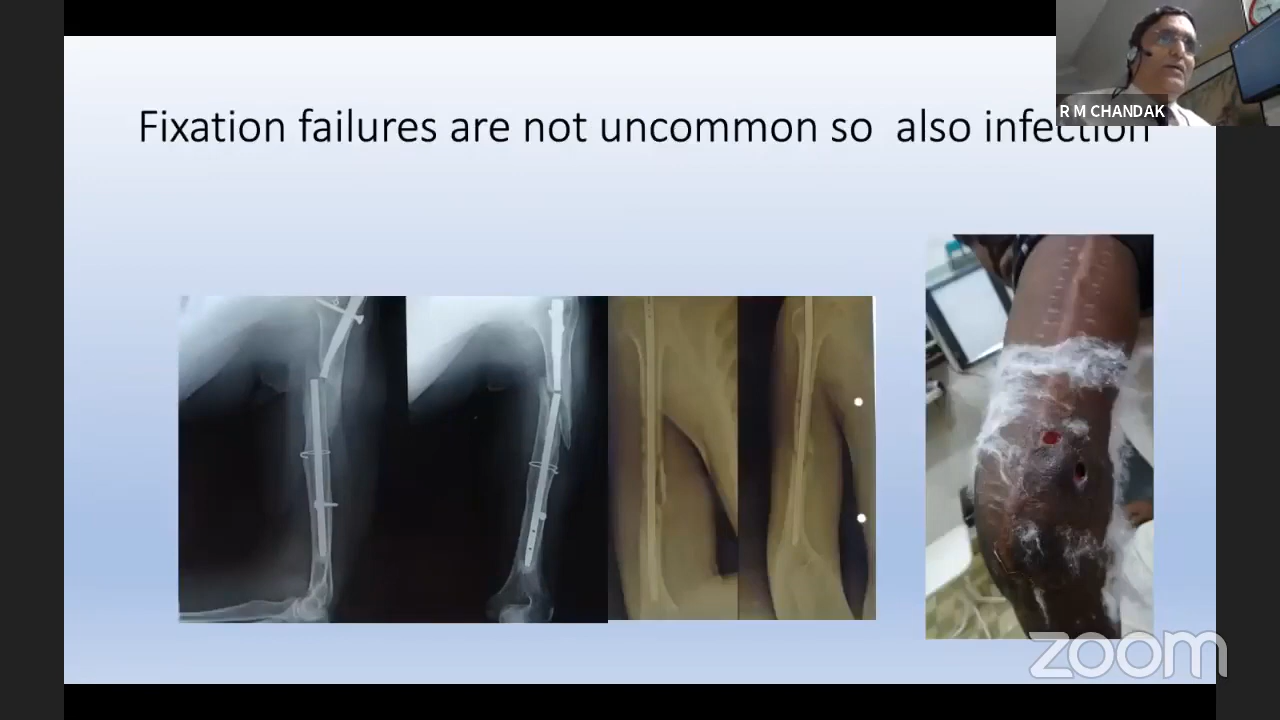 Fixation failures are not uncommon so also infection
R M CHANDAK
zoom